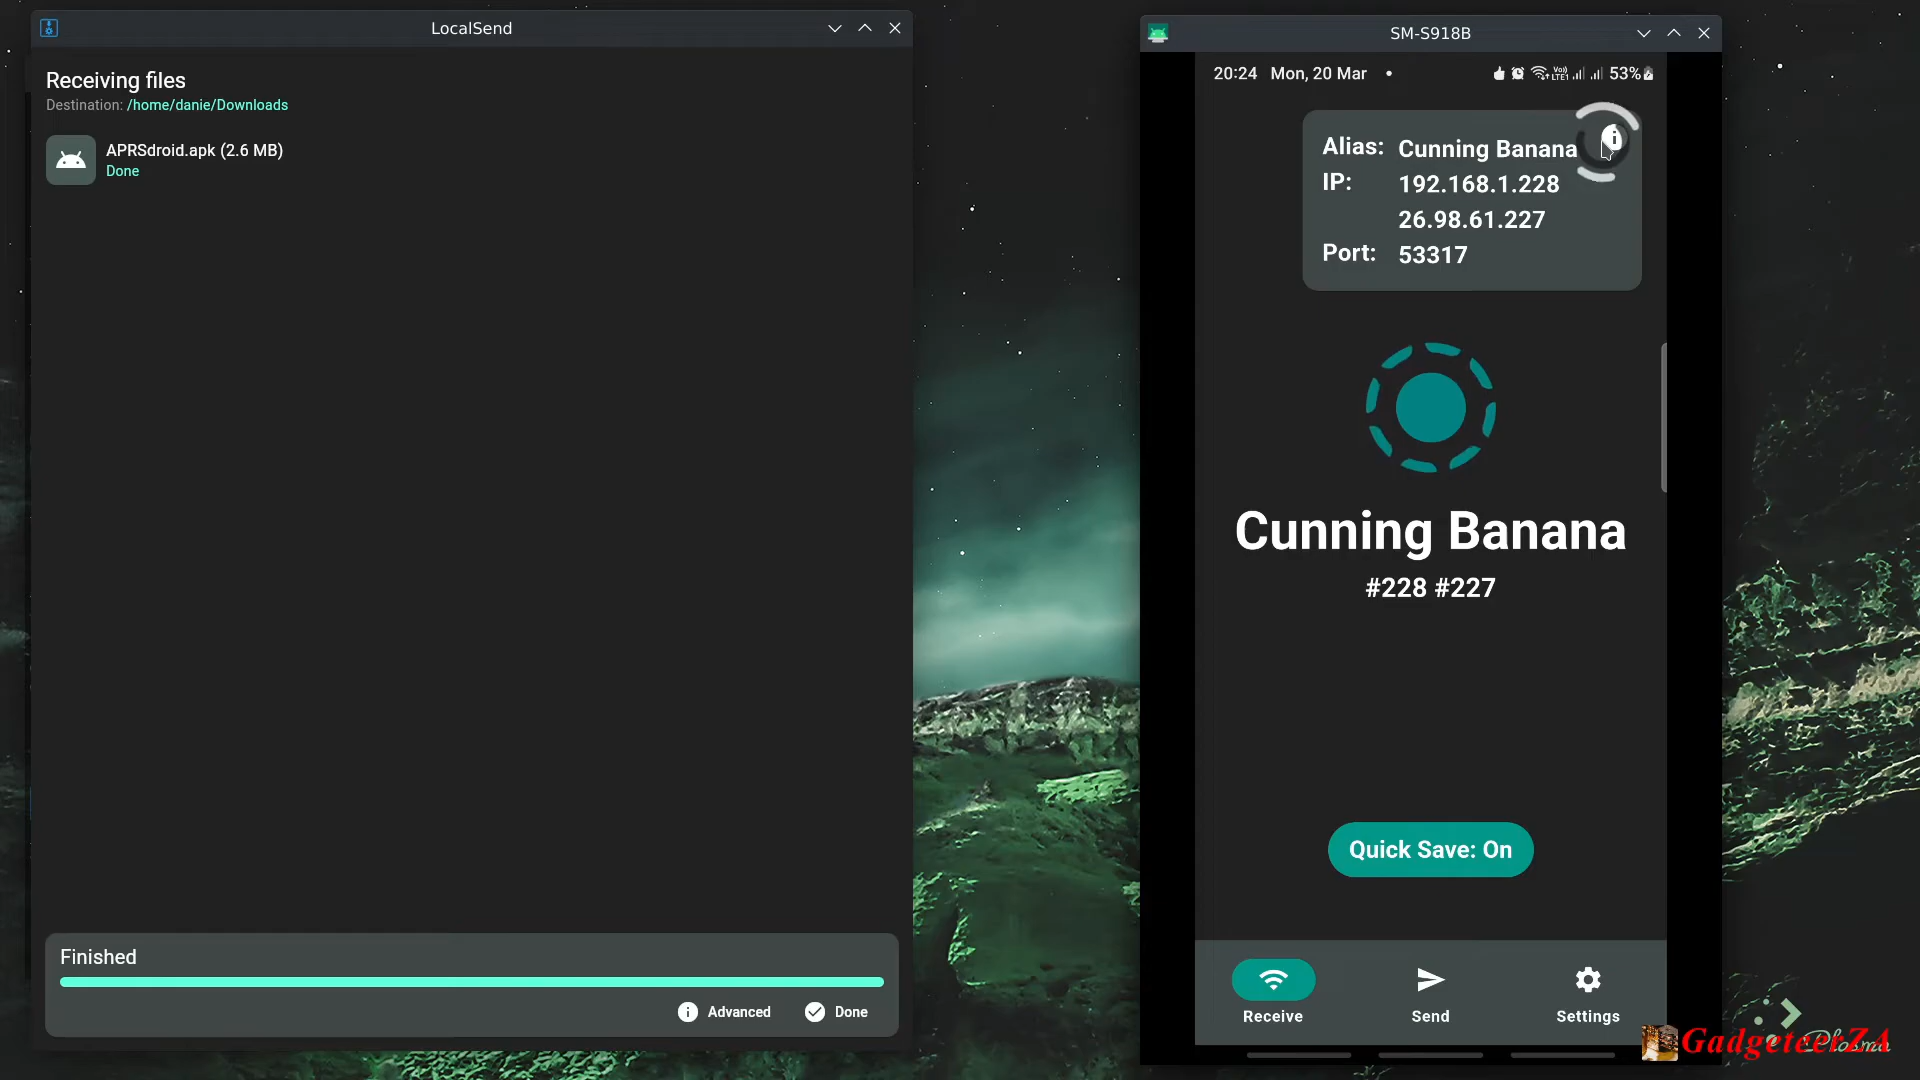 LocalSend
Receiving files
Destination: /home/danie/Downloads
APRSdroid.apk (2.6 MB)
Done
Finished
Advanced
Done
SM-S918B
20:24 Mon, 20 Mar • 53%
Alias: Cunning Banana
IP: 192.168.1.228
26.98.61.227
Port: 53317
Cunning Banana
#228 #227
Quick Save: On
Receive
Send
Settings
Plasma
GadgeteerZA